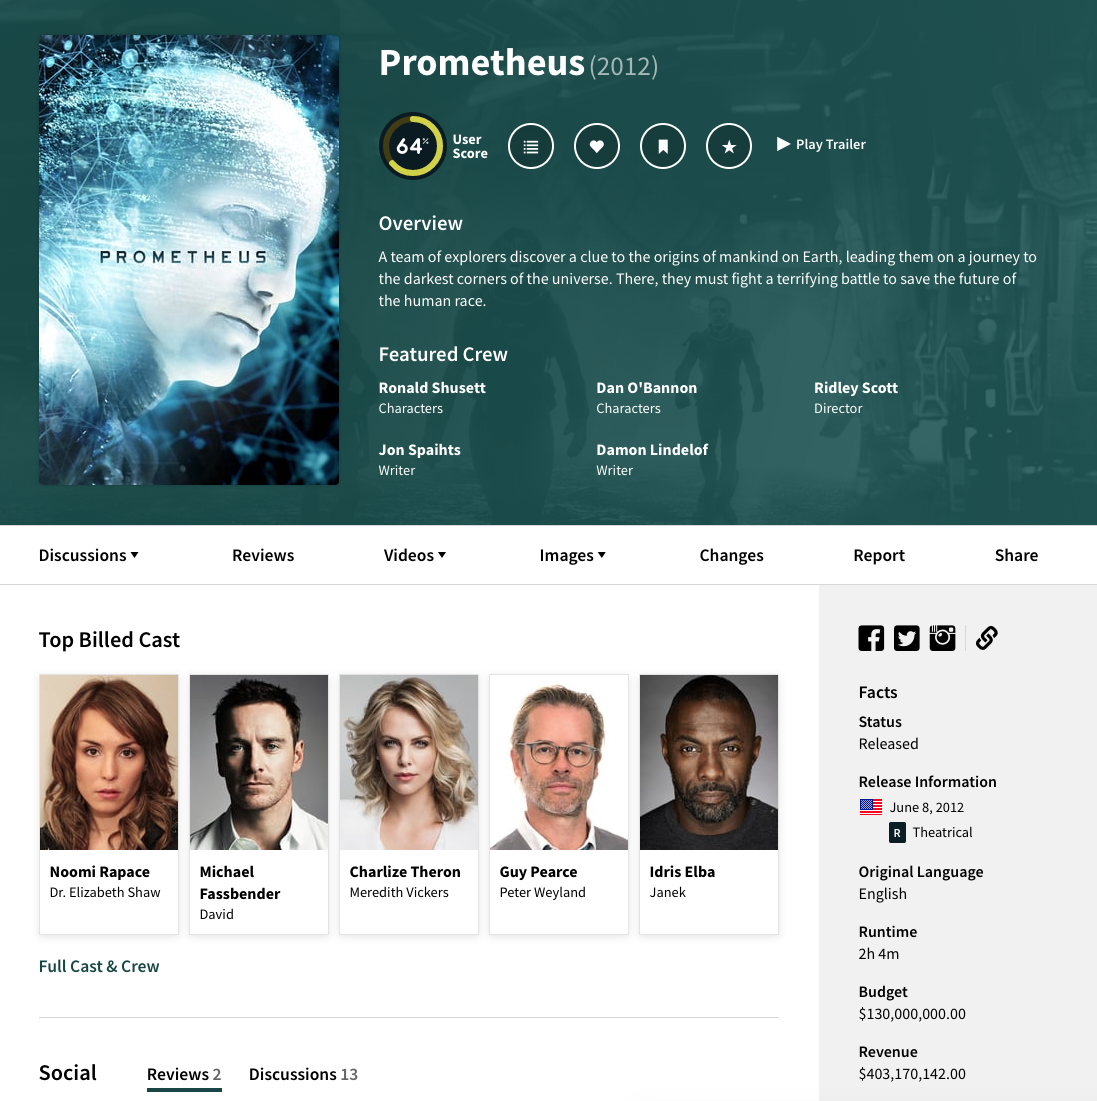 PROMETHEUS
Prometheus (2012)
64%
User
Score
Play Trailer
Overview
A team of explorers discover a clue to the origins of mankind on Earth, leading them on a journey to
the darkest corners of the universe. There, they must fight a terrifying battle to save the future of
the human race.
Featured Crew
Ronald Shusett
Characters
Dan O'Bannon
Characters
Ridley Scott
Director
Jon Spaihts
Writer
Damon Lindelof
Writer
Discussions Reviews Videos Images Changes Report Share
Top Billed Cast
Noomi Rapace
Dr. Elizabeth Shaw
Michael
Fassbender
David
Charlize Theron
Meredith Vickers
Guy Pearce
Peter Weyland
Idris Elba
Janek
Full Cast & Crew
Social Reviews 2 Discussions 13
Facts
Status
Released
Release Information
June 8, 2012
R Theatrical
Original Language
English
Runtime
2h 4m
Budget
$130,000,000.00
Revenue
$403,170,142.00